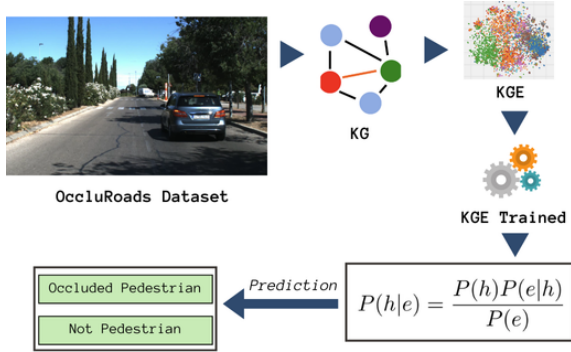 KG
KGE
OccluRoads Dataset
KGE Trained
Prediction
Occluded Pedestrian
Not Pedestrian
P(h|e) = P(h)P(e|h) / P(e)